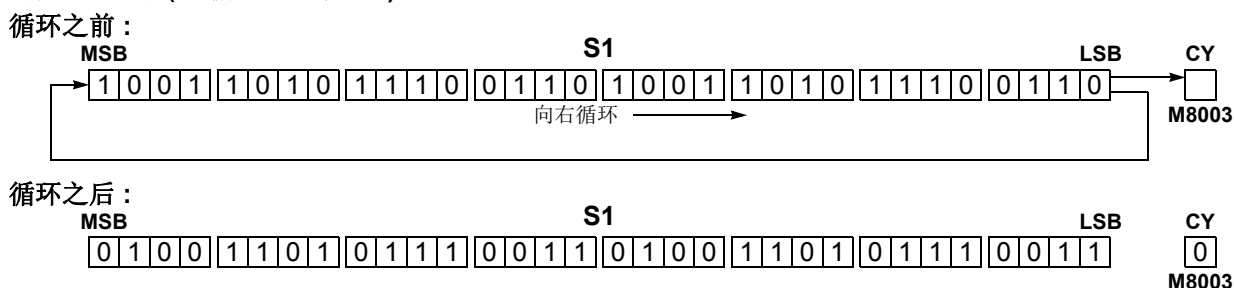 循环之前：
MSB S1 LSB CY
1 0 0 1 1 0 1 0 1 1 1 0 0 1 1 0 1 0 0 1 1 0 1 0 1 1 1 0 0 1 1 0
向右循环 M8003
循环之后：
MSB S1 LSB CY
0 1 0 0 1 1 0 1 0 1 1 1 0 0 1 1 0 1 0 0 1 1 0 1 0 1 1 1 0 0 1 1 0
M8003